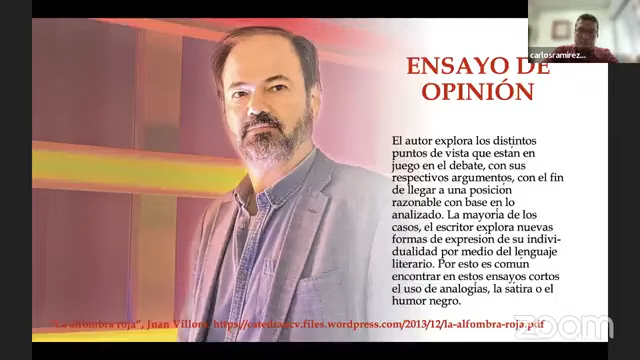 carlosramirez...
ENSAYO DE
OPINIÓN
El autor explora los distintos
puntos de vista que están en
juego en el debate, con sus
respectivos argumentos, con el fin
de llegar a una posición
razonable con base en lo
analizado. La mayoría de los
casos, el escritor explora nuevas
formas de expresión de su indivi-
dualidad por medio del lenguaje
literario. Por esto es común
encontrar en estos ensayos cortos
el uso de analogías, la sátira o el
humor negro.
"La alfombra roja", Juan Villoro, https://catedraucv.files.wordpress.com/2013/12/la-alfombra-roja.pdf
zoom